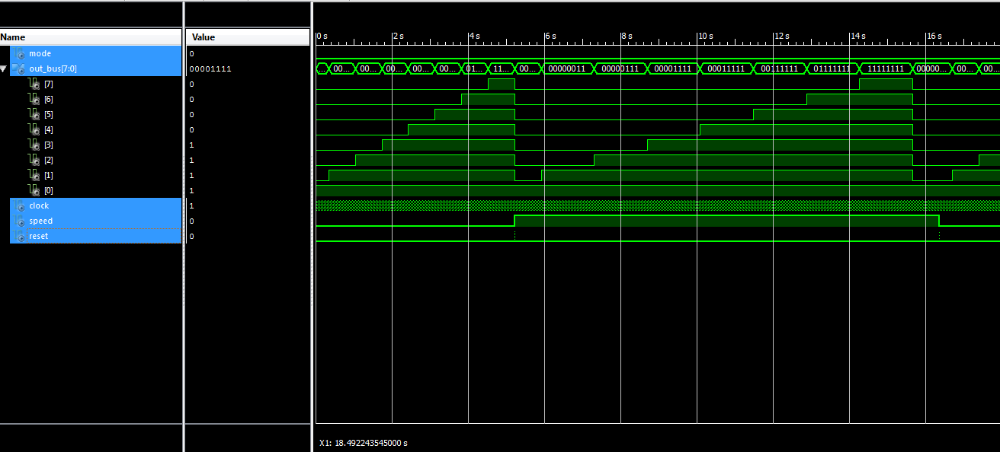 Name Value 0 s 2 s 4 s 6 s 8 s 10 s 12 s 14 s 16 s
mode 0
out_bus[7:0] 00001111 ... 00... 00... 00... 00... 01... 11... 00... 00000011 00000111 00001111 00011111 00111111 01111111 11111111 00000... 00... 00...
[7] 0
[6] 0
[5] 0
[4] 0
[3] 1
[2] 1
[1] 1
[0] 1
clock 1
speed 0
reset 0
X1: 18.492243545000 s